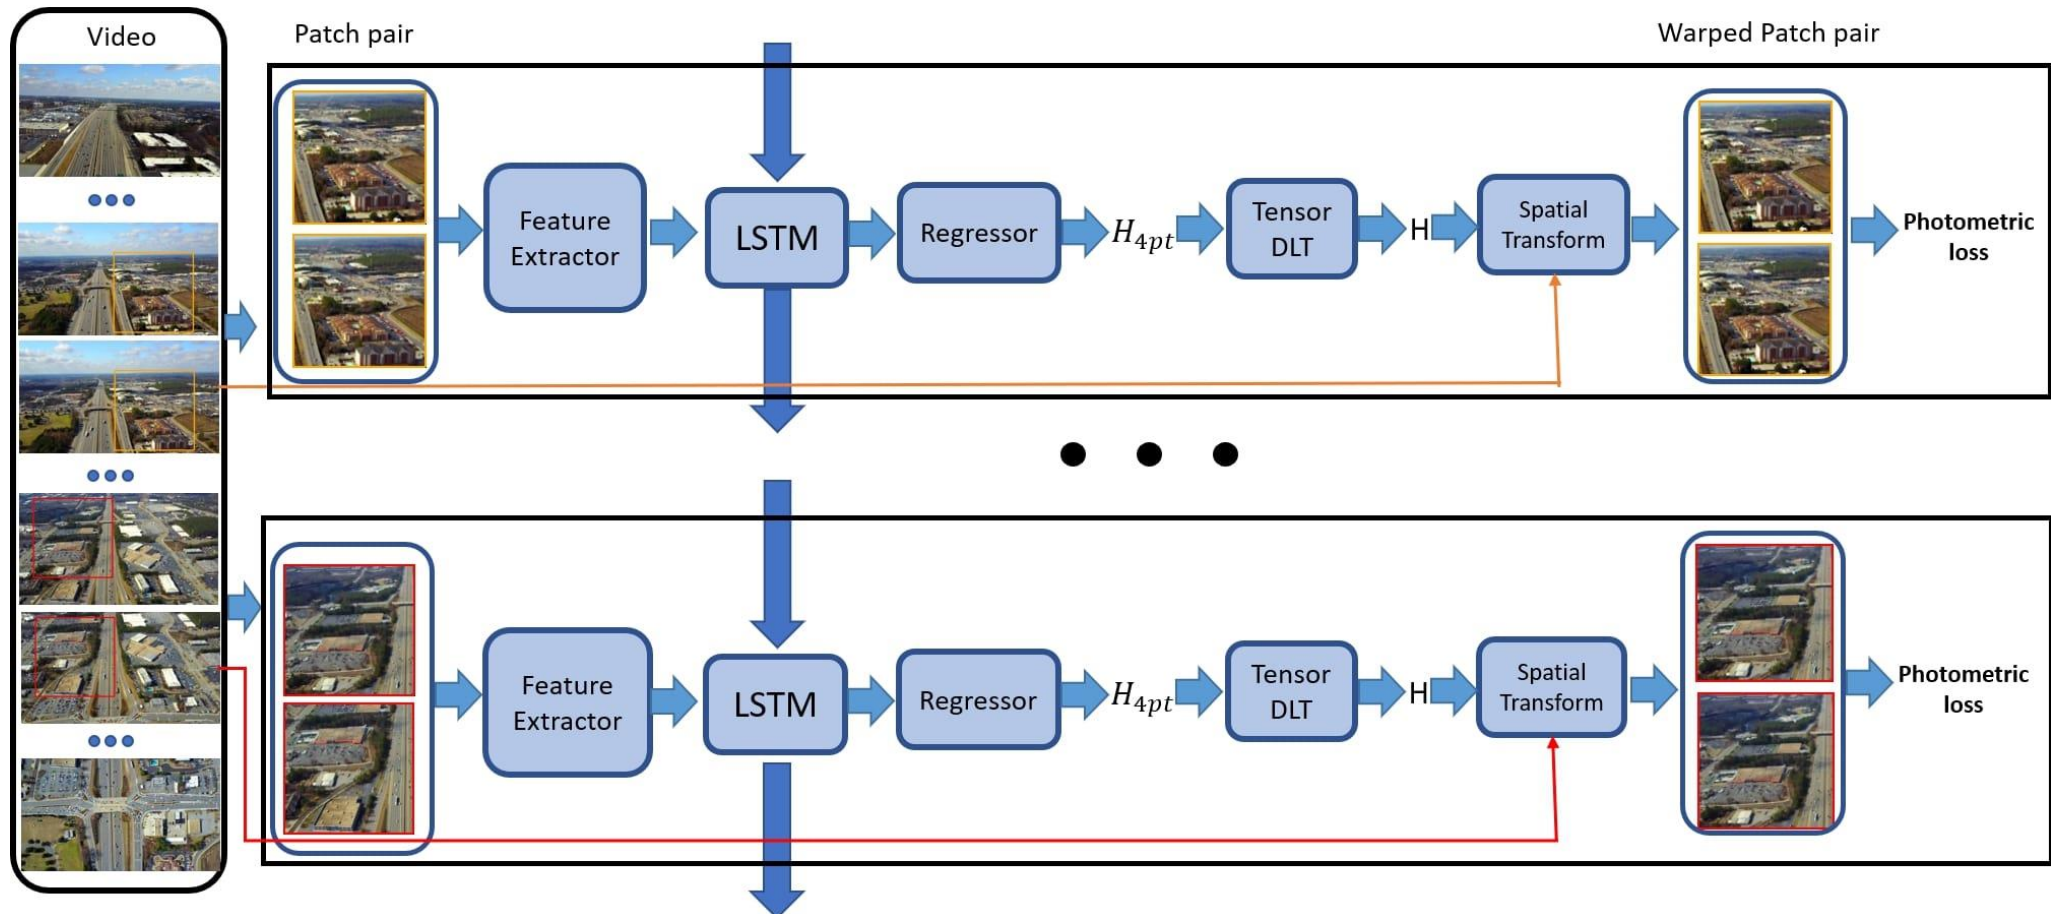 Video
Patch pair
Warped Patch pair
Feature
Extractor
LSTM
Regressor
H4pt
Tensor
DLT
H
Spatial
Transform
Photometric
loss
Feature
Extractor
LSTM
Regressor
H4pt
Tensor
DLT
H
Spatial
Transform
Photometric
loss